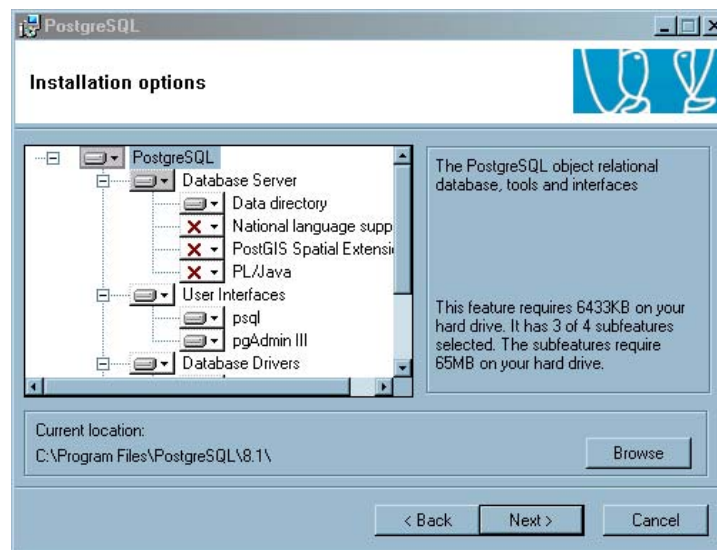 PostgreSQL
Installation options
PostgreSQL
Database Server
Data directory
National language supp
PostGIS Spatial Extensi
PL/Java
User Interfaces
psql
pgAdmin III
Database Drivers
The PostgreSQL object relational
database, tools and interfaces
This feature requires 6433KB on your
hard drive. It has 3 of 4 subfeatures
selected. The subfeatures require
65MB on your hard drive.
Current location:
C:\Program Files\PostgreSQL\8.1\
Browse
< Back
Next >
Cancel